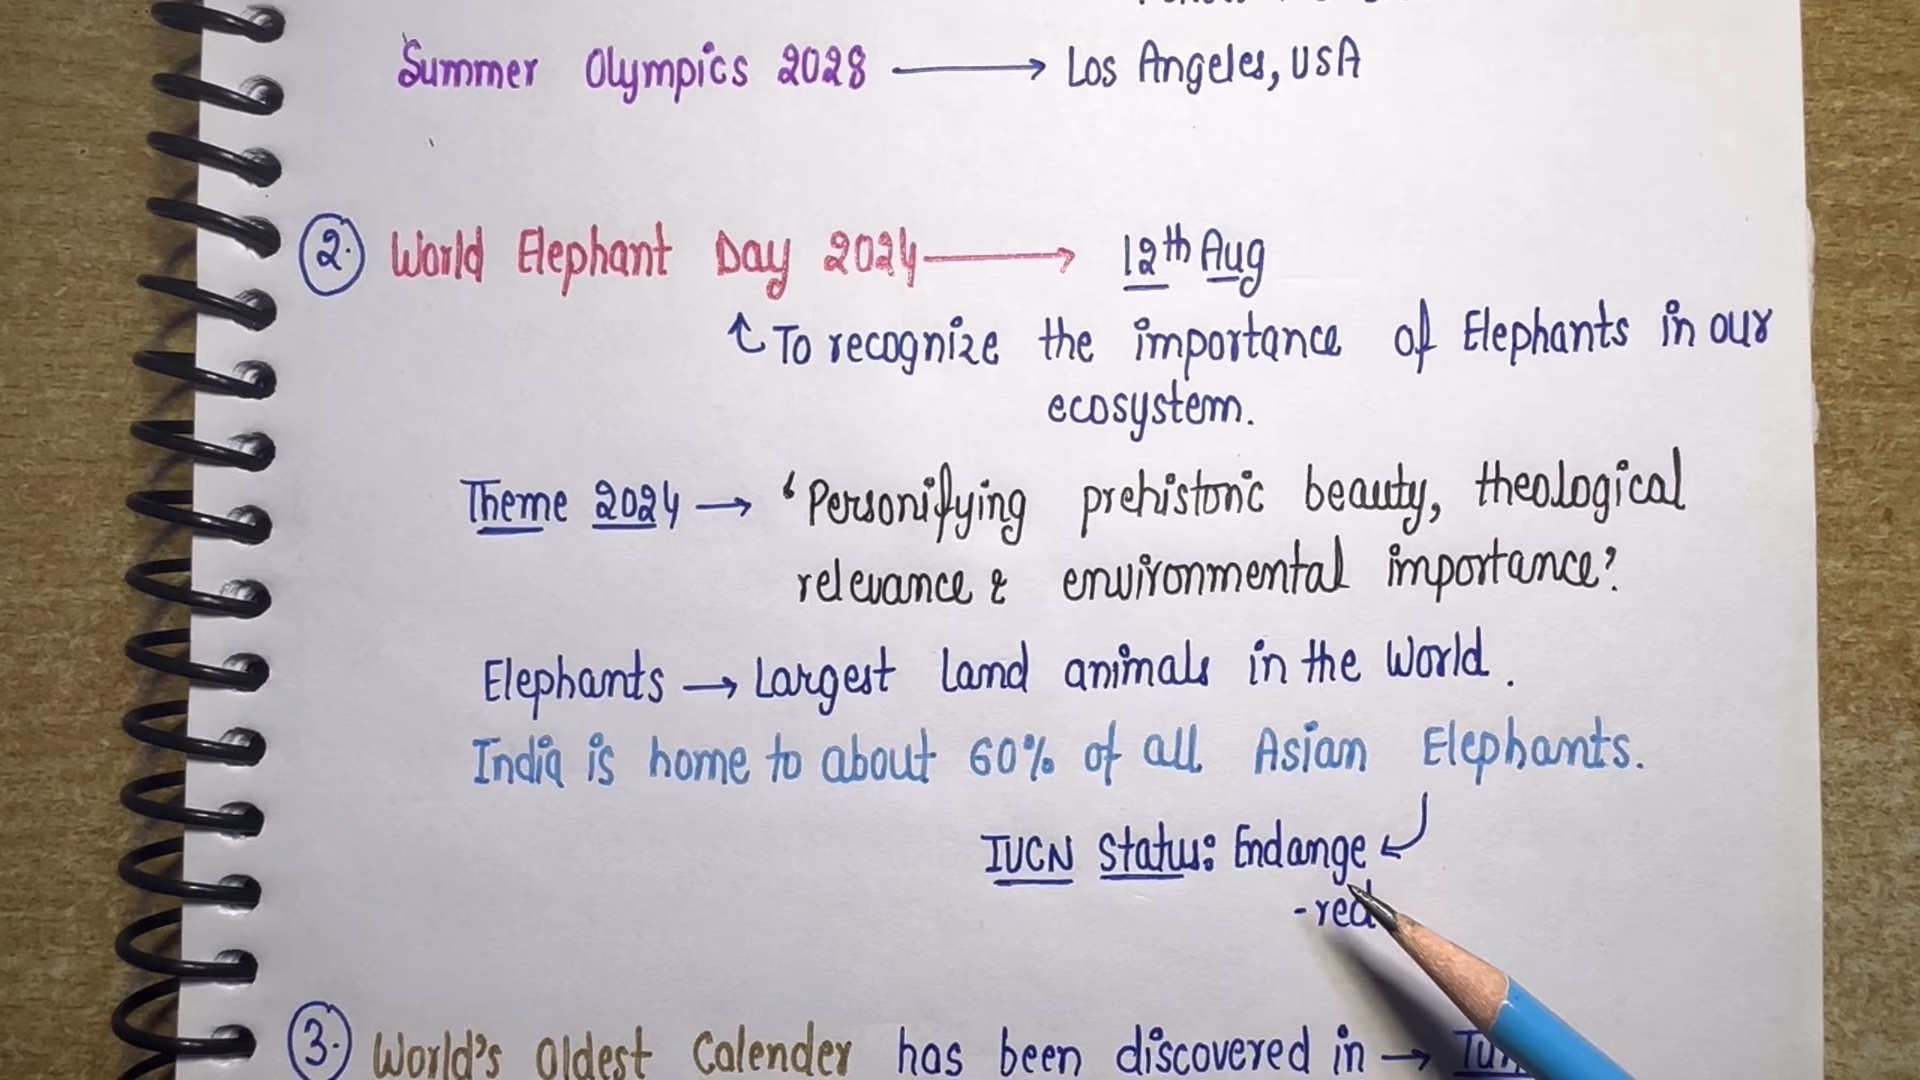 Summer Olympics 2028 → Los Angeles, USA
2. World Elephant Day 2024 → 12th Aug
↑ To recognize the importance of Elephants in our
ecosystem.
Theme 2024 → 'Personifying prehistoric beauty, theological
relevance & environmental importance'.
Elephants → Largest land animals in the World.
India is home to about 60% of all Asian Elephants.
IUCN Status: Endange
-red
3. World's Oldest Calender has been discovered in →